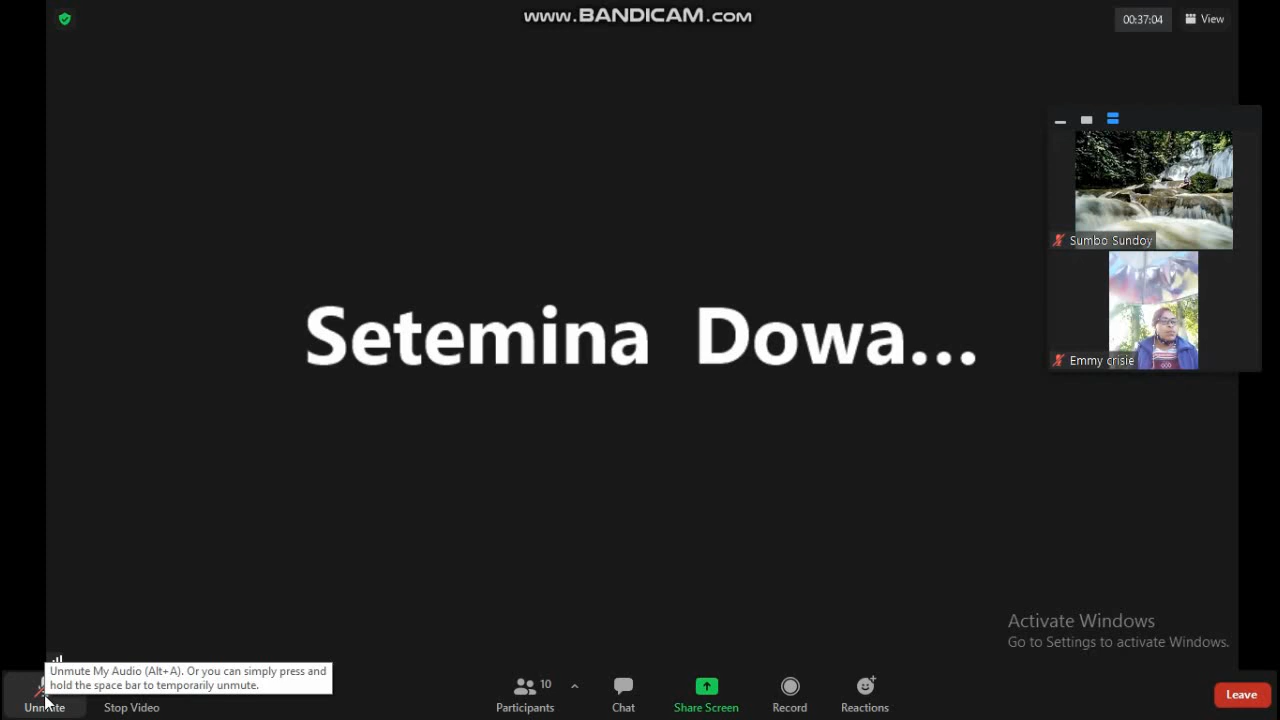 www.BANDICAM.com
00:37:04
View
Sumbo Sundoy
Emmy crisie
Setemina Dowa...
Activate Windows
Go to Settings to activate Windows.
Unmute My Audio (Alt+A). Or you can simply press and
hold the space bar to temporarily unmute.
Unmute
Stop Video
10
Participants
Chat
Share Screen
Record
Reactions
Leave